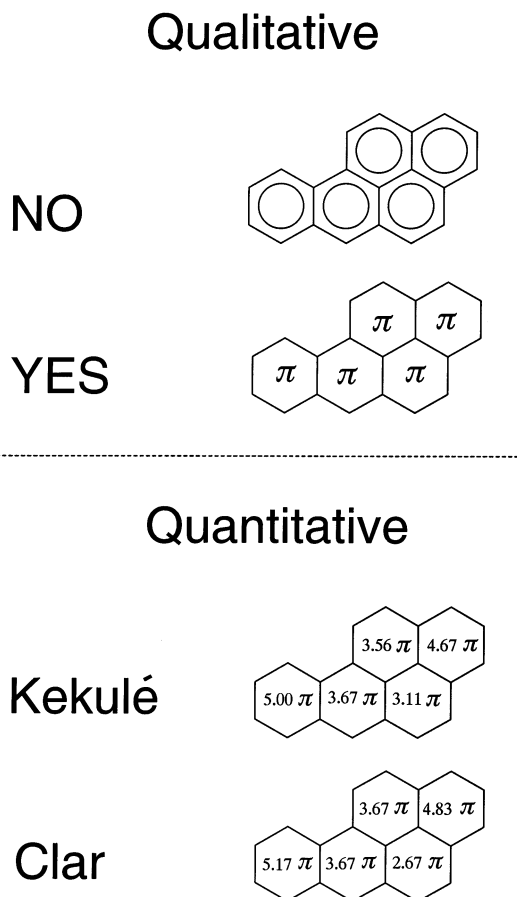 Qualitative
NO
YES
π π
π π π
Quantitative
Kekulé
3.56 π 4.67 π
5.00 π 3.67 π 3.11 π
Clar
3.67 π 4.83 π
5.17 π 3.67 π 2.67 π